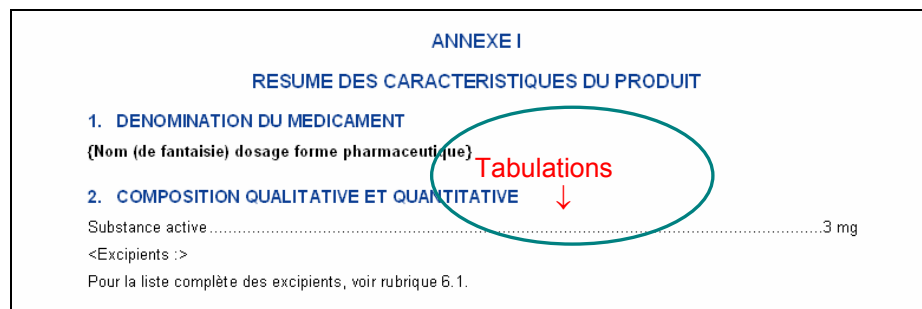 ANNEXE I
RESUME DES CARACTERISTIQUES DU PRODUIT
1. DENOMINATION DU MEDICAMENT
{Nom (de fantaisie) dosage forme pharmaceutique}
Tabulations
↓
2. COMPOSITION QUALITATIVE ET QUANTITATIVE
Substance active........................................................................................................................3 mg
<Excipients :>
Pour la liste complète des excipients, voir rubrique 6.1.